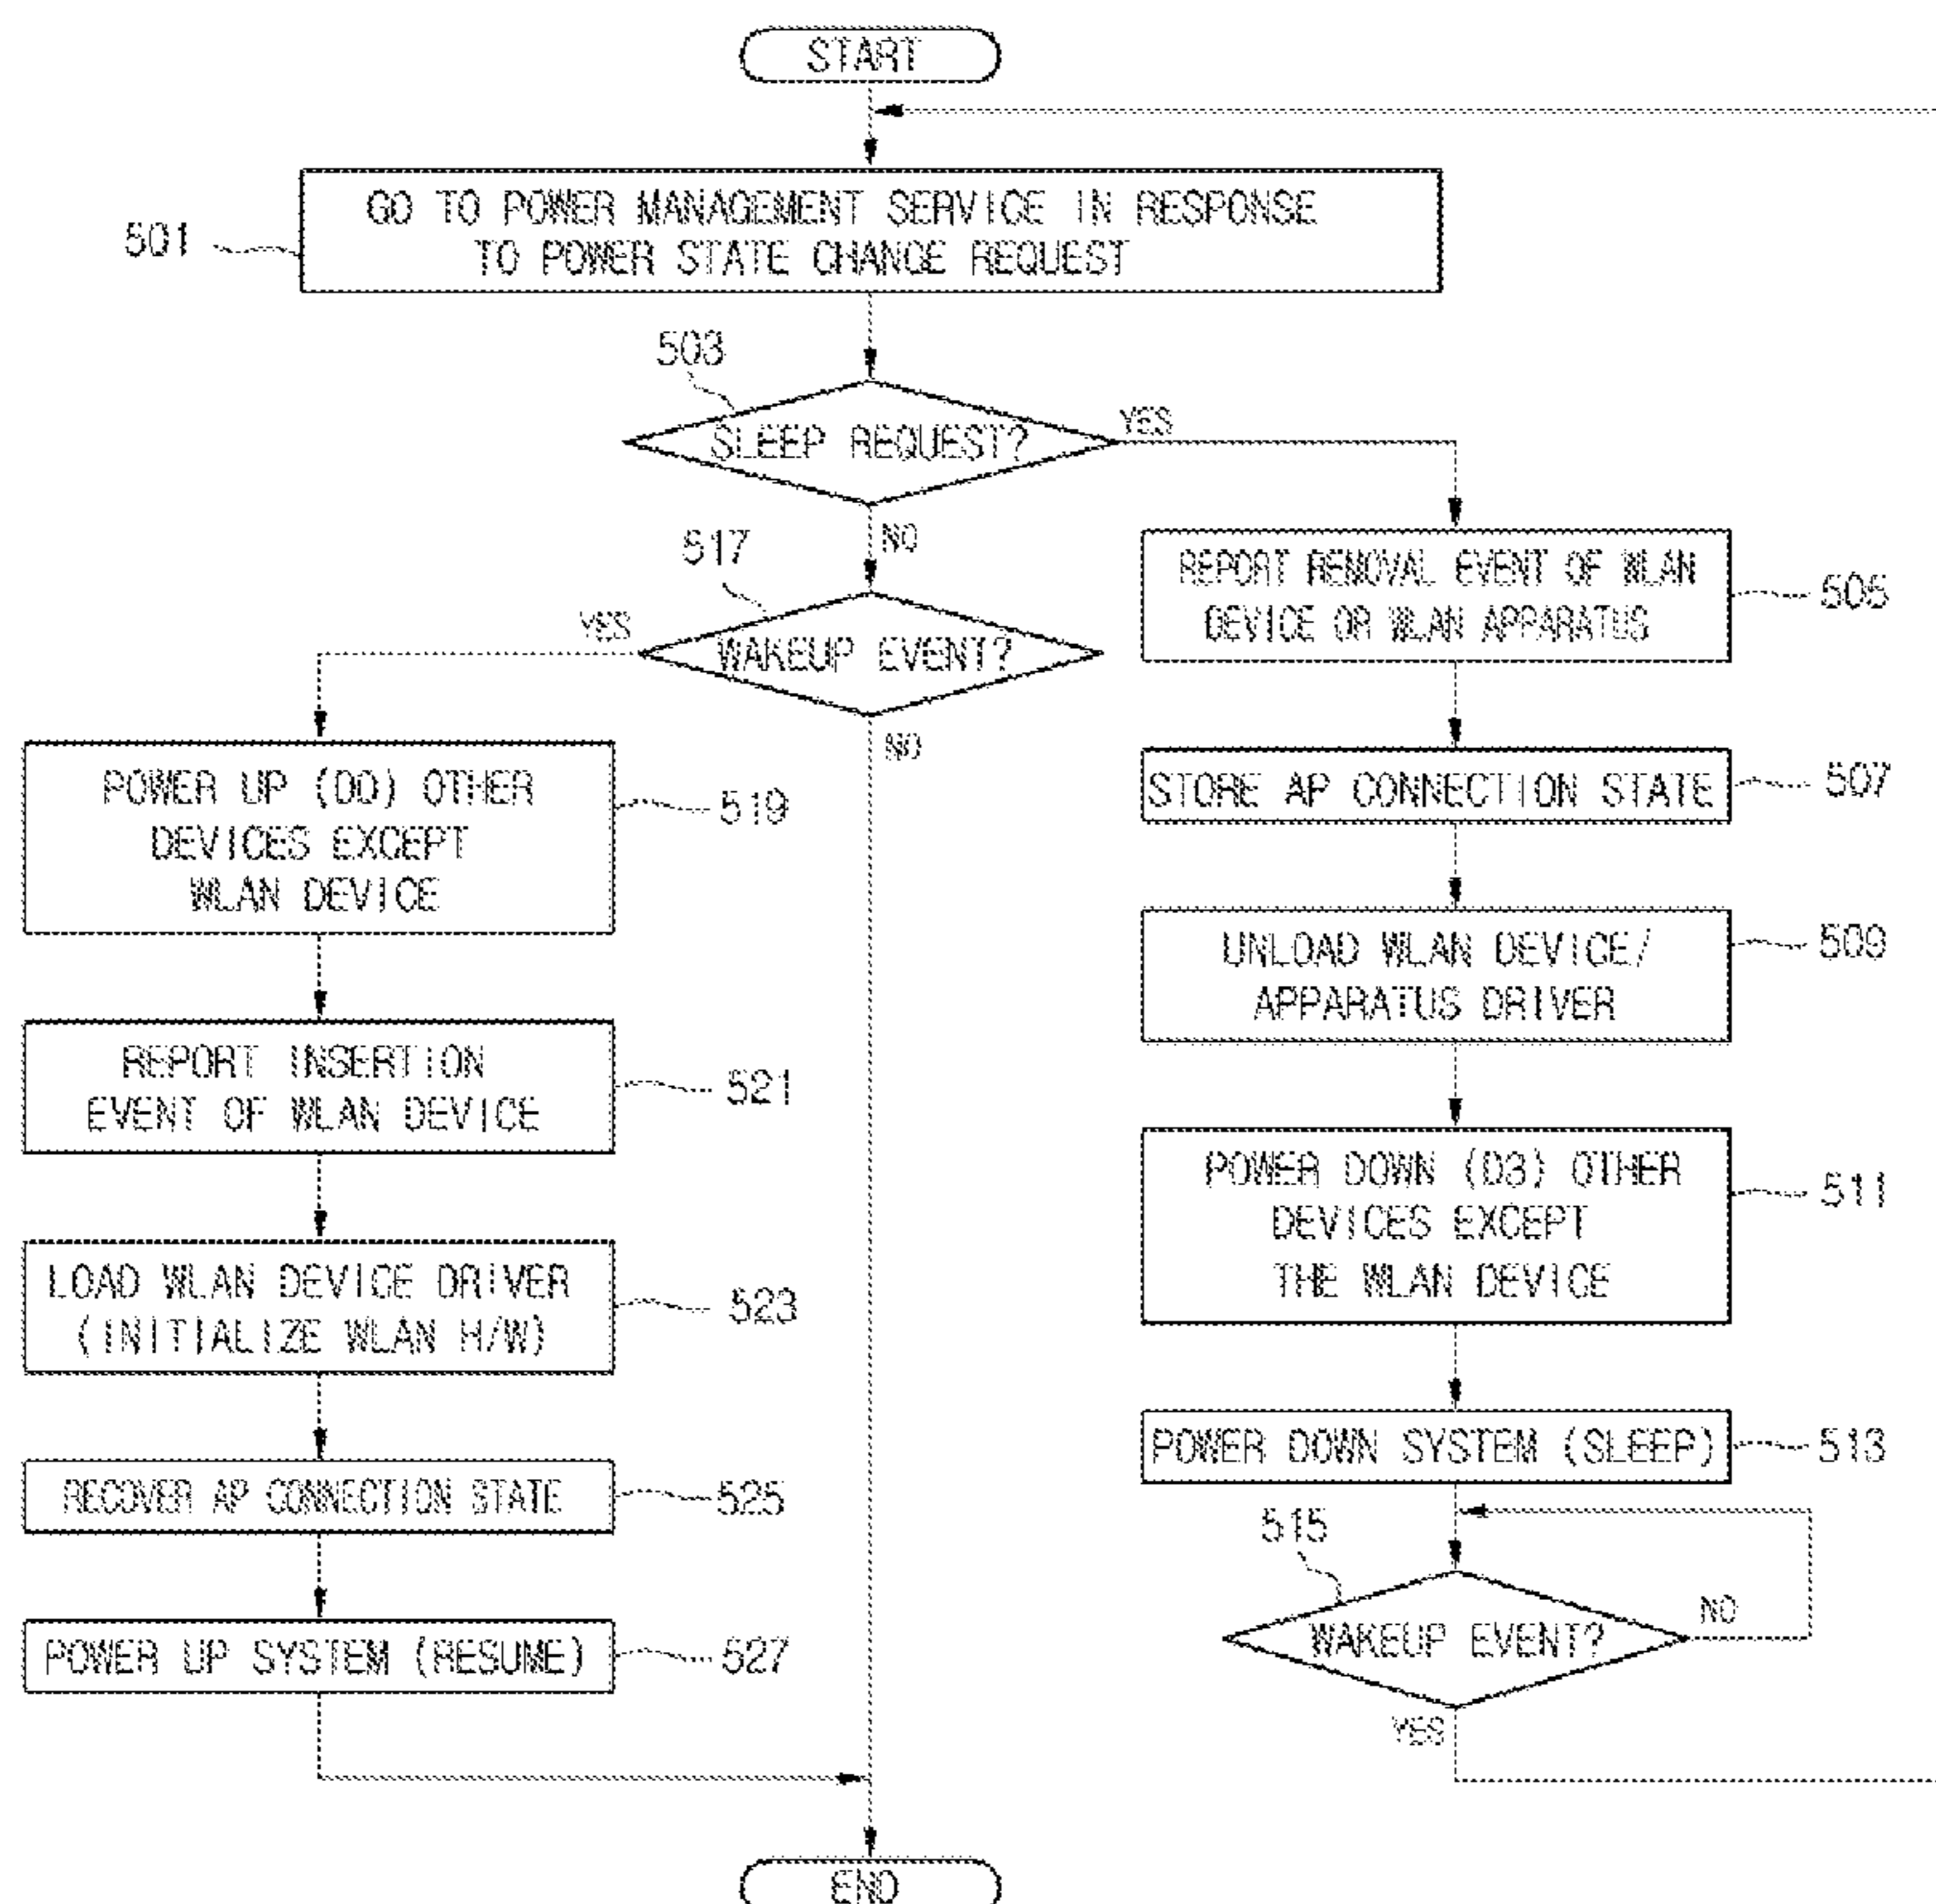 START
GO TO POWER MANAGEMENT SERVICE IN RESPONSE
TO POWER STATE CHANGE REQUEST
501
503
SLEEP REQUEST?
YES
NO
517
WAKEUP EVENT?
YES
NO
POWER UP (D0) OTHER
DEVICES EXCEPT
WLAN DEVICE
519
REPORT INSERTION
EVENT OF WLAN DEVICE
521
LOAD WLAN DEVICE DRIVER
(INITIALIZE WLAN H/W)
523
RECOVER AP CONNECTION STATE
525
POWER UP SYSTEM (RESUME)
527
REPORT REMOVAL EVENT OF WLAN
DEVICE OR WLAN APPARATUS
505
STORE AP CONNECTION STATE
507
UNLOAD WLAN DEVICE/
APPARATUS DRIVER
509
POWER DOWN (D3) OTHER
DEVICES EXCEPT
THE WLAN DEVICE
511
POWER DOWN SYSTEM (SLEEP)
513
515
WAKEUP EVENT?
NO
YES
END